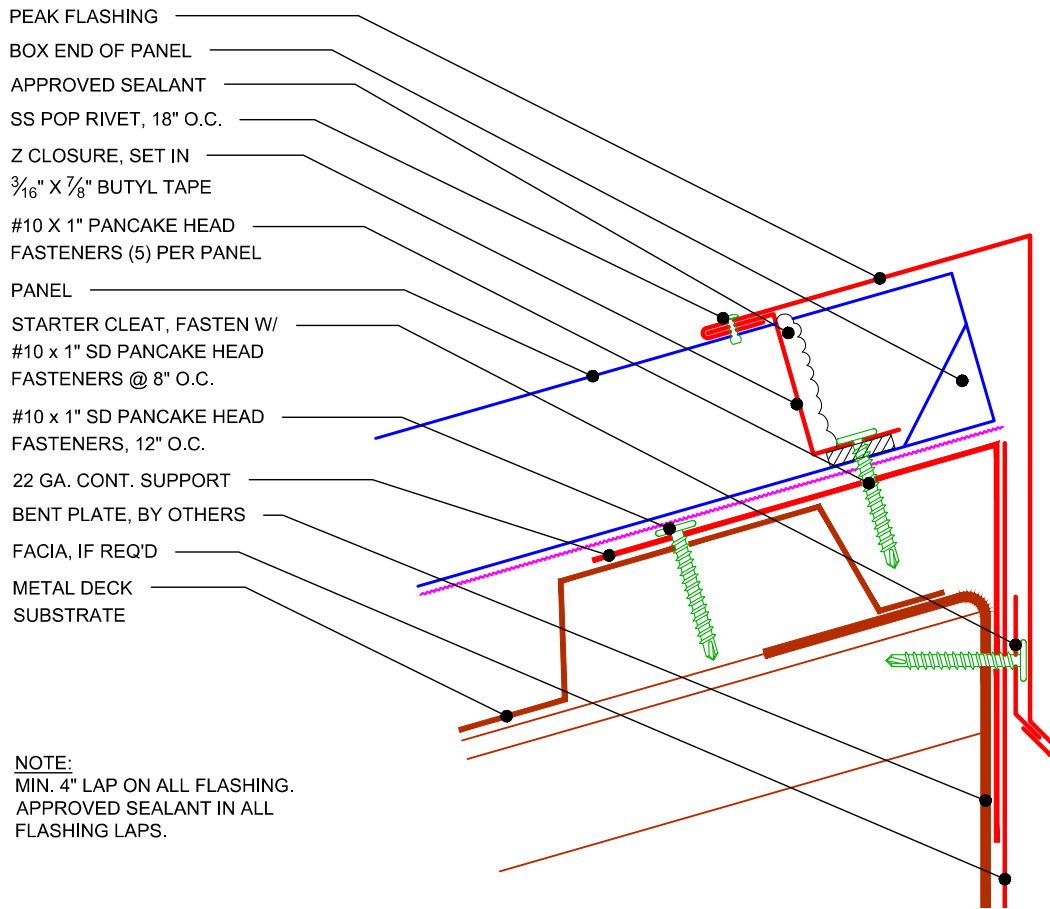 PEAK FLASHING
BOX END OF PANEL
APPROVED SEALANT
SS POP RIVET, 18" O.C.
Z CLOSURE, SET IN
3/16" X 7/8" BUTYL TAPE
#10 X 1" PANCAKE HEAD
FASTENERS (5) PER PANEL
PANEL
STARTER CLEAT, FASTEN W/
#10 x 1" SD PANCAKE HEAD
FASTENERS @ 8" O.C.
#10 x 1" SD PANCAKE HEAD
FASTENERS, 12" O.C.
22 GA. CONT. SUPPORT
BENT PLATE, BY OTHERS
FACIA, IF REQ'D
METAL DECK
SUBSTRATE
NOTE:
MIN. 4" LAP ON ALL FLASHING.
APPROVED SEALANT IN ALL
FLASHING LAPS.